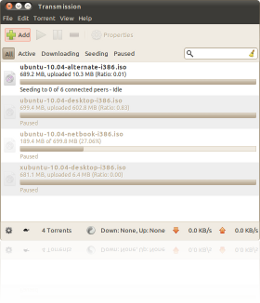 Transmission
File Edit Torrent View Help
Add Properties
All Active Downloading Seeding Paused
ubuntu-10.04-alternate-i386.iso
689.2 MB, uploaded 10.3 MB (Ratio: 0.01)
Seeding to 0 of 6 connected peers - Idle
ubuntu-10.04-desktop-i386.iso
699.4 MB, uploaded 602.8 MB (Ratio: 0.83)
Paused
ubuntu-10.04-netbook-i386.iso
189.4 MB of 699.8 MB (27.06%)
Paused
xubuntu-10.04-desktop-i386.iso
681.1 MB, uploaded 6.4 MB (Ratio: 0.00)
Paused
4 Torrents Down: None, Up: None 0.0 KB/s 0.0 KB/s